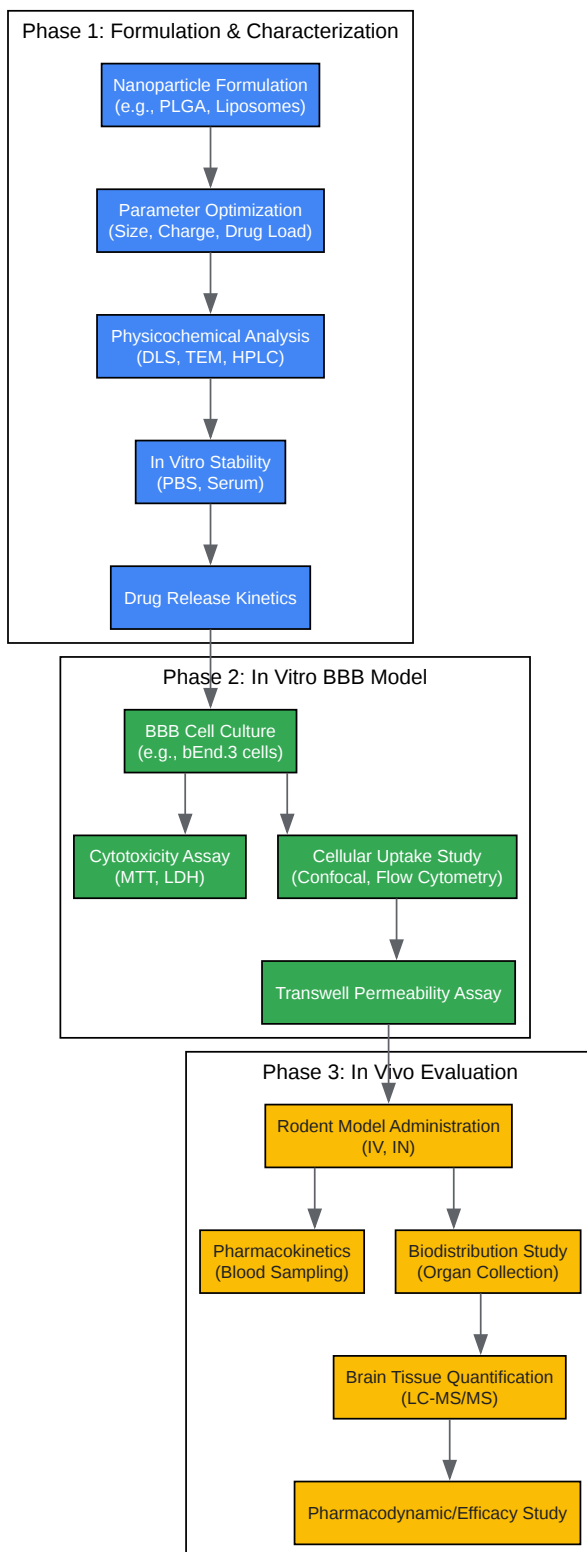 Phase 1: Formulation & Characterization
Nanoparticle Formulation
(e.g., PLGA, Liposomes)
Parameter Optimization
(Size, Charge, Drug Load)
Physicochemical Analysis
(DLS, TEM, HPLC)
In Vitro Stability
(PBS, Serum)
Drug Release Kinetics
Phase 2: In Vitro BBB Model
BBB Cell Culture
(e.g., bEnd.3 cells)
Cytotoxicity Assay
(MTT, LDH)
Cellular Uptake Study
(Confocal, Flow Cytometry)
Transwell Permeability Assay
Phase 3: In Vivo Evaluation
Rodent Model Administration
(IV, IN)
Pharmacokinetics
(Blood Sampling)
Biodistribution Study
(Organ Collection)
Brain Tissue Quantification
(LC-MS/MS)
Pharmacodynamic/Efficacy Study